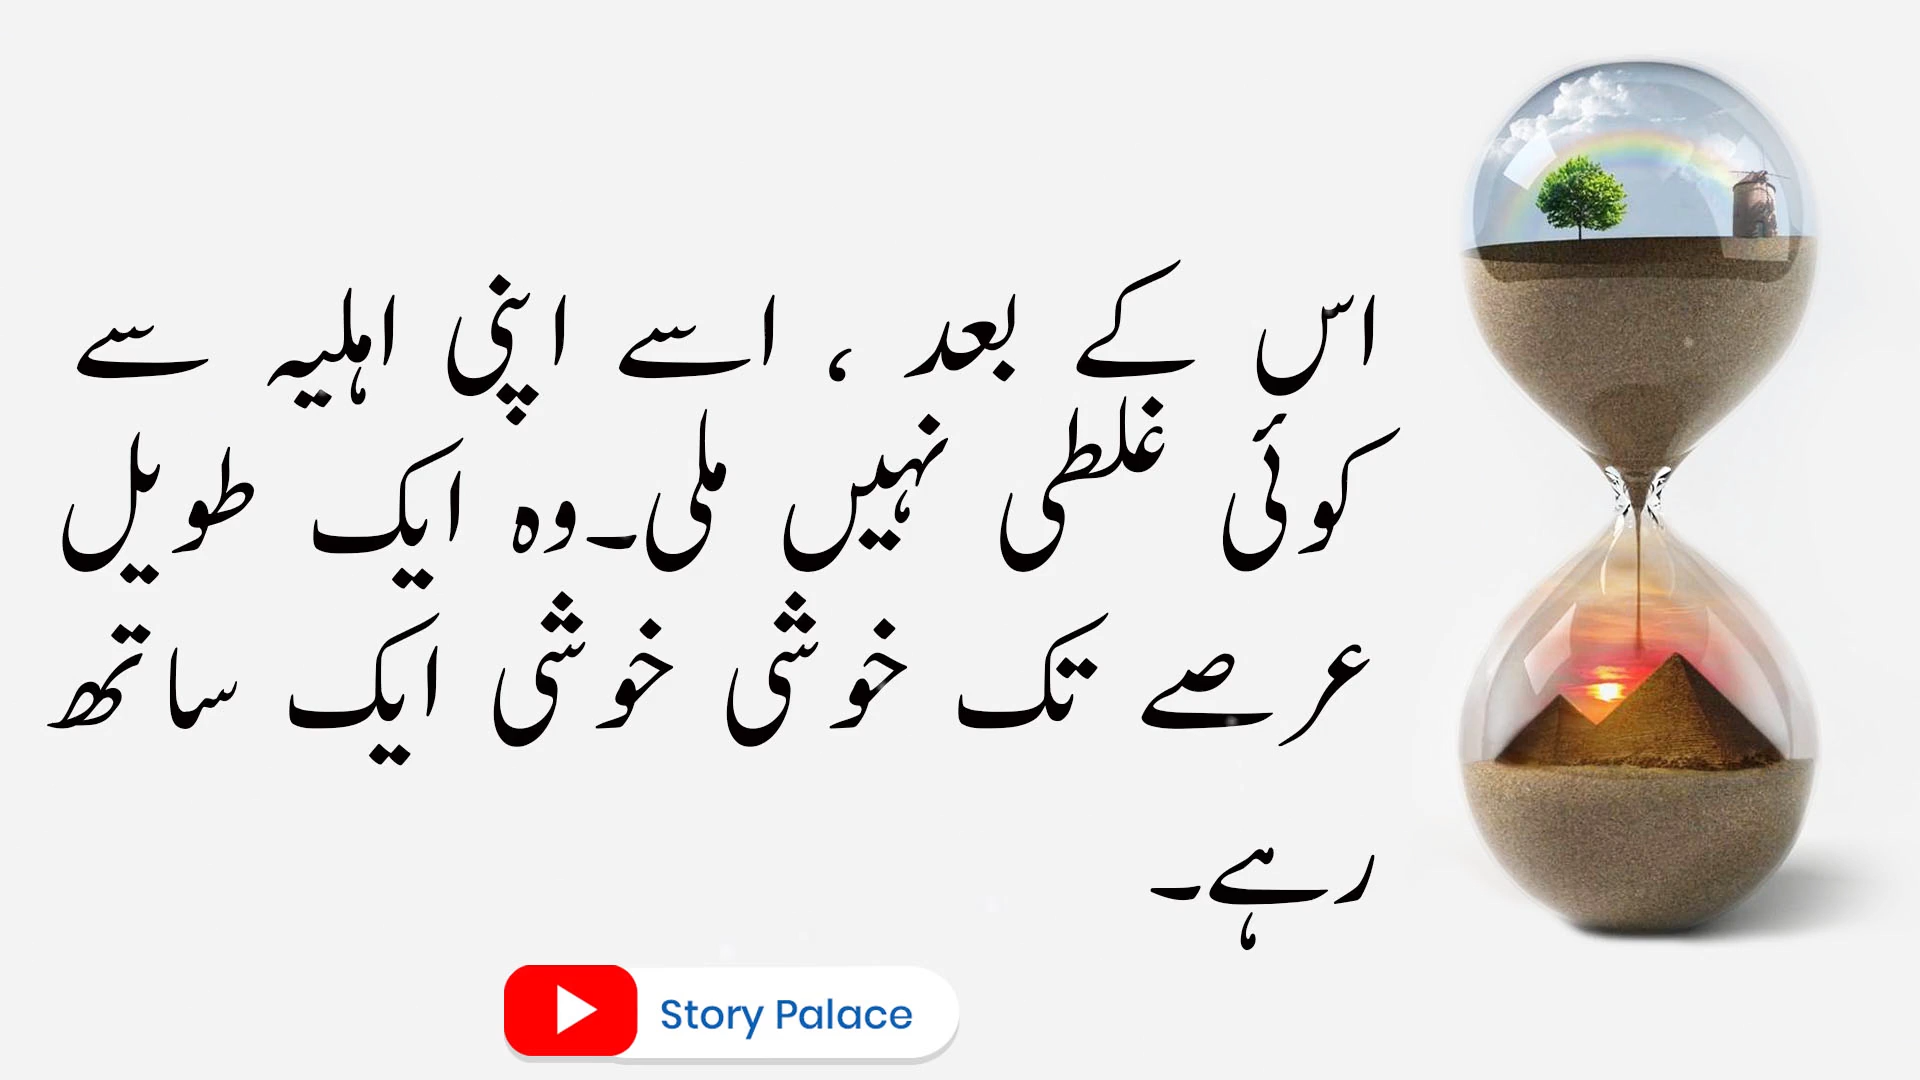 اس کے بعد ، اسے اپنی اہلیہ سے
کوئی غلطی نہیں ملی۔وہ ایک طویل
عرصے تک خوشی خوشی ایک ساتھ
رہے۔
Story Palace